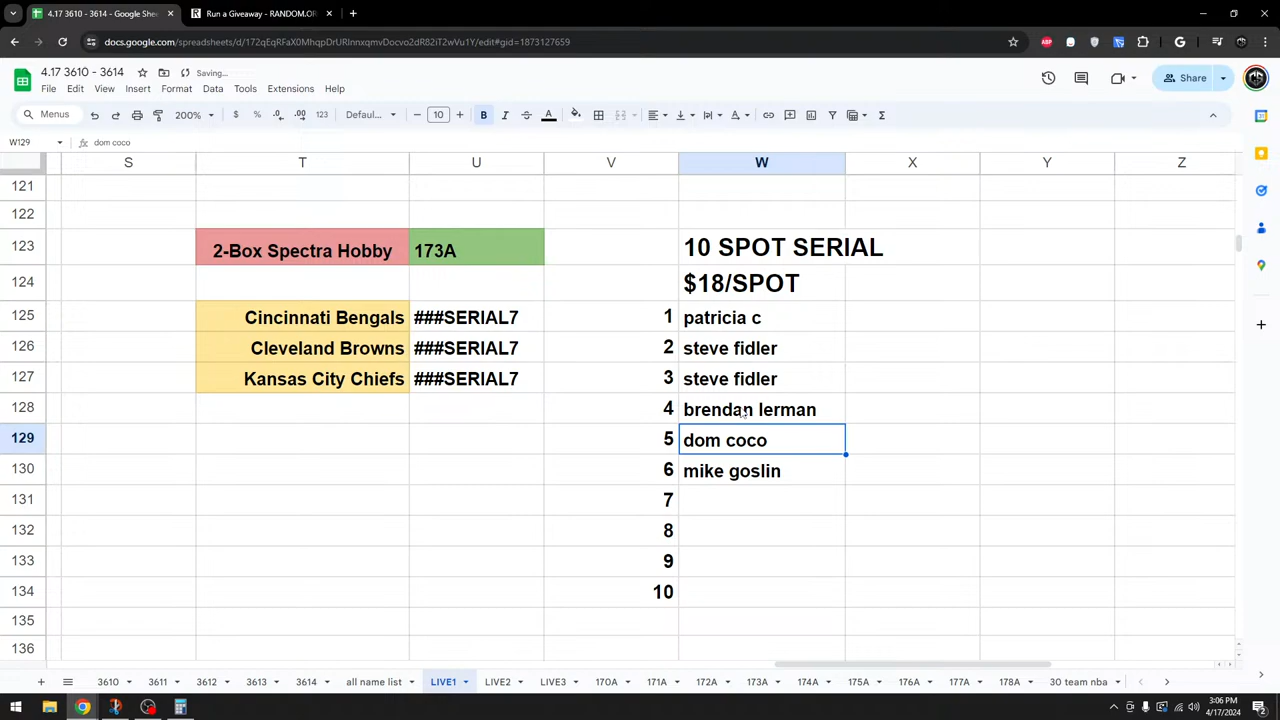 4.17 3610 - 3614 - Google Shee
Run a Giveaway - RANDOM.OR
docs.google.com/spreadsheets/d/172qEqRFaX0MhqpDrURInnxqmvDocvo2dR82iT2wVu1Y/edit#gid=1873127659
4.17 3610 - 3614
Saving...
File Edit View Insert Format Data Tools Extensions Help
Share
Menus 200% $ % .0 .00 123 Defaul... 10 B I A
W129 fx dom coco
S T U V W X Y Z
121
122
123 2-Box Spectra Hobby 173A 10 SPOT SERIAL
124 $18/SPOT
125 Cincinnati Bengals ###SERIAL7 1 patricia c
126 Cleveland Browns ###SERIAL7 2 steve fidler
127 Kansas City Chiefs ###SERIAL7 3 steve fidler
128 4 brendan lerman
129 5 dom coco
130 6 mike goslin
131 7
132 8
133 9
134 10
135
136
3610 3611 3612 3613 3614 all name list LIVE1 LIVE2 LIVE3 170A 171A 172A 173A 174A 175A 176A 177A 178A 30 team nba
3:06 PM
4/17/2024